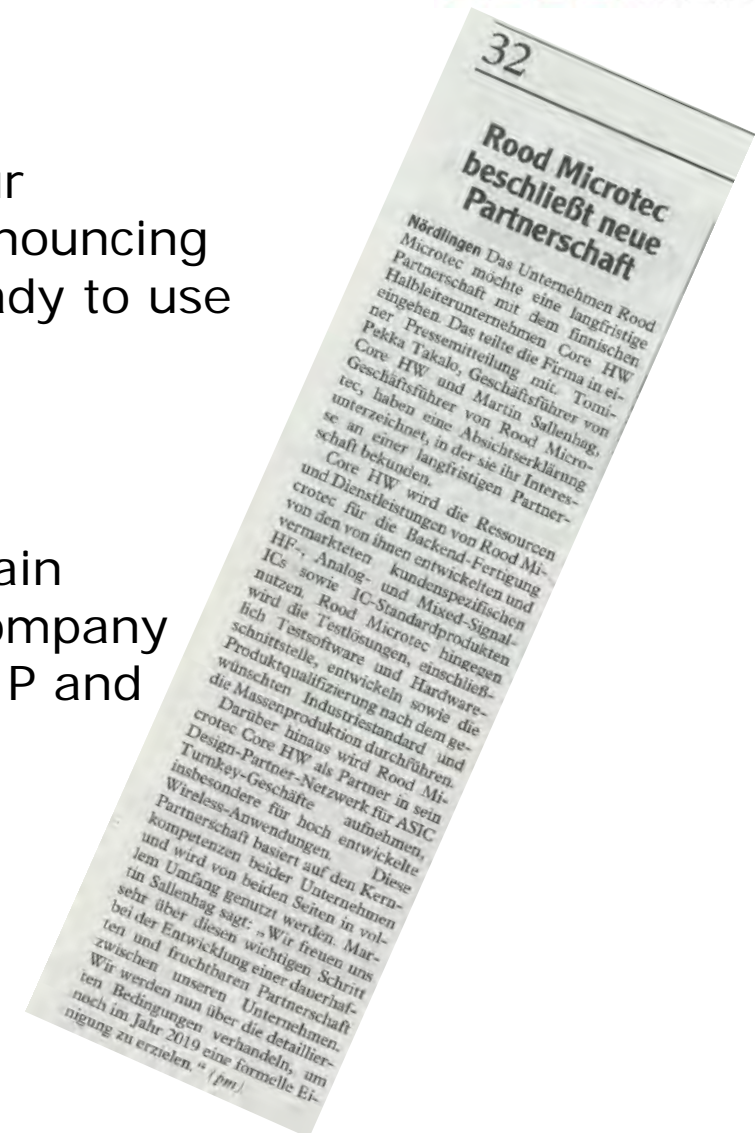 ur
nouncing
ady to use
ain
ompany
P and
32
Rood Microtec
beschließt neue
Partnerschaft
Nördlingen Das Unternehmen Rood
Microtec möchte eine langfristige
Partnerschaft mit dem finnischen
Halbleiterunternehmen Core HW
eingehen. Das teilte die Firma in ei-
ner Pressemitteilung mit. Tomi-
Pekka Takalo, Geschäftsführer von
Core HW und Martin Sallenhag,
Geschäftsführer von Rood Micro-
tec, haben eine Absichtserklärung
unterzeichnet, in der sie ihr Interes-
se an einer langfristigen Partner-
schaft bekunden.
Core HW wird die Ressourcen
und Dienstleistungen von Rood Mi-
crotec für die Backend-Fertigung
von den von ihnen entwickelten und
vermarkteten kundenspezifischen
HF-, Analog- und Mixed-Signal-
ICs sowie IC-Standardprodukten
nutzen. Rood Microtec hingegen
wird die Testlösungen, einschließ-
lich Testsoftware und Hardware-
schnittstelle, entwickeln sowie die
Produktqualifizierung nach dem ge-
wünschten Industriestandard und
die Massenproduktion durchführen.
Darüber hinaus wird Rood Mi-
crotec Core HW als Partner in sein
Design-Partner-Netzwerk für ASIC
Turnkey-Geschäfte aufnehmen,
insbesondere für hoch entwickelte
Wireless-Anwendungen. Diese
Partnerschaft basiert auf den Kern-
kompetenzen beider Unternehmen
und wird von beiden Seiten in vol-
lem Umfang genutzt werden. Mar-
tin Sallenhag sagt: „Wir freuen uns
sehr über diesen wichtigen Schritt
bei der Entwicklung einer dauerhaf-
ten und fruchtbaren Partnerschaft
zwischen unseren Unternehmen.
Wir werden nun über die detaillier-
ten Bedingungen verhandeln, um
noch im Jahr 2019 eine formelle Ei-
nigung zu erzielen.“ (pm)